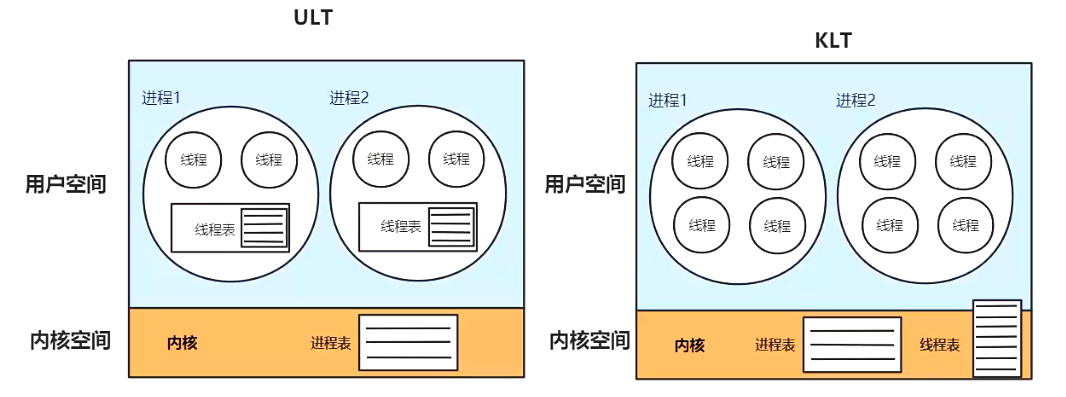 ULT
进程1
进程2
线程
线程
线程
线程
线程表
线程表
用户空间
内核空间
内核
进程表
KLT
进程1
进程2
线程
线程
线程
线程
线程
线程
线程
线程
用户空间
内核空间
内核
进程表
线程表